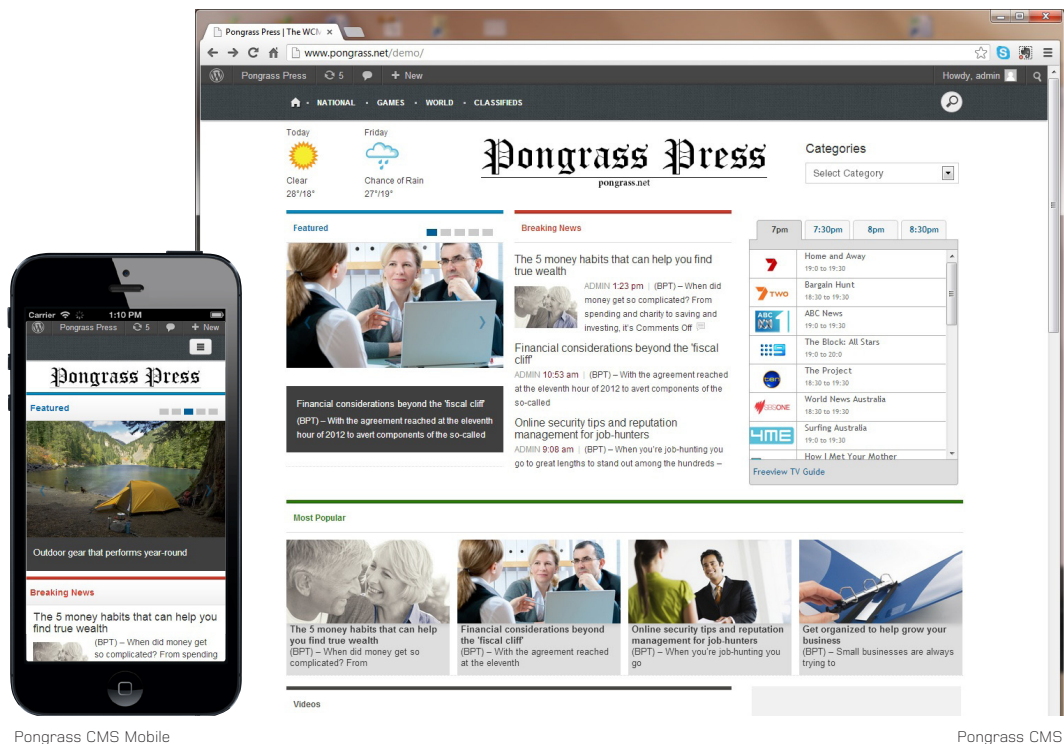 Pongrass Press | The WCM
www.pongrass.net/demo/
Pongrass Press 5 + New
Howdy, admin
NATIONAL · GAMES · WORLD · CLASSIFIEDS
Today
Clear
28°/18°
Friday
Chance of Rain
27°/19°
Pongrass Press
pongrass.net
Categories
Select Category
Featured
Financial considerations beyond the 'fiscal cliff'
(BPT) – With the agreement reached at the eleventh
hour of 2012 to avert components of the so-called
Breaking News
The 5 money habits that can help you find
true wealth
ADMIN 1:23 pm | (BPT) – When did
money get so complicated? From
spending and charity to saving and
investing, it's Comments Off
Financial considerations beyond the 'fiscal
cliff'
ADMIN 10:53 am | (BPT) – With the agreement reached
at the eleventh hour of 2012 to avert components of the
so-called
Online security tips and reputation
management for job-hunters
ADMIN 9:08 am | (BPT) – When you're job-hunting you
go to great lengths to stand out among the hundreds –
7pm 7:30pm 8pm 8:30pm
7
Home and Away
19:0 to 19:30
7TWO
Bargain Hunt
18:30 to 19:30
ABC 1
ABC News
19:0 to 19:30
The Block: All Stars
19:0 to 20:0
ten
The Project
18:30 to 19:30
SBSONE
World News Australia
18:30 to 19:30
4ME
Surfing Australia
19:0 to 19:30
How I Met Your Mother
Freeview TV Guide
Most Popular
The 5 money habits that can help
you find true wealth
(BPT) – When did money get so
complicated? From
Financial considerations beyond
the 'fiscal cliff'
(BPT) – With the agreement reached
at the eleventh
Online security tips and reputation
management for job-hunters
(BPT) – When you're job-hunting you
go
Get organized to help grow your
business
(BPT) – Small businesses are always
trying to
Videos
Carrier 1:10 PM
Pongrass Press 5 + New
Pongrass Press
Featured
Outdoor gear that performs year-round
Breaking News
The 5 money habits that can help you
find true wealth
(BPT) – When did money get
so complicated? From spending
Pongrass CMS Mobile
Pongrass CMS